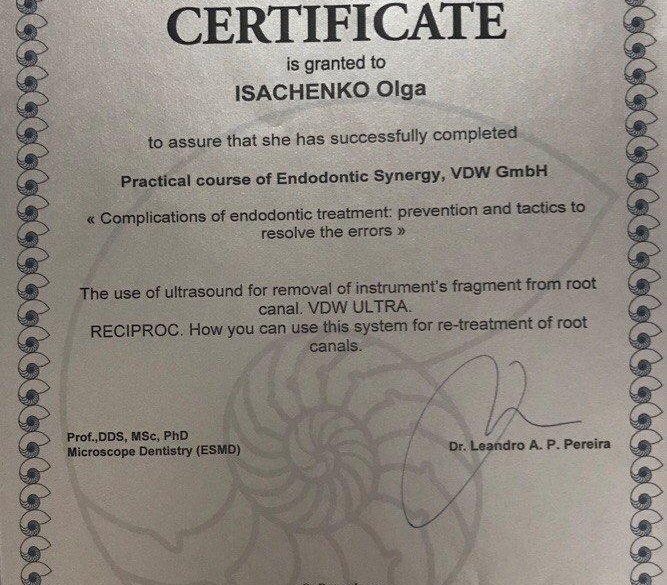 CERTIFICATE
is granted to
ISACHENKO Olga
to assure that she has successfully completed
Practical course of Endodontic Synergy, VDW GmbH
« Complications of endodontic treatment: prevention and tactics to
resolve the errors »
The use of ultrasound for removal of instrument's fragment from root
canal. VDW ULTRA.
RECIPROC. How you can use this system for re-treatment of root
canals.
Prof.,DDS, MSc, PhD
Microscope Dentistry (ESMD)
Dr. Leandro A. P. Pereira